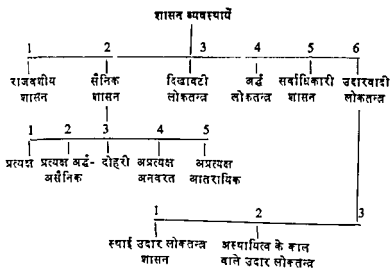 शासन व्यवस्थायें
1 2 3 4 5 6
राजवंशीय सैनिक दिखावटी अर्द्ध सर्वाधिकारी उदारवादी
शासन शासन लोकतन्त्र लोकतन्त्र शासन लोकतन्त्र
1 2 3 4 5
प्रत्यक्ष प्रत्यक्ष अर्द्ध- दोहरी अप्रत्यक्ष अप्रत्यक्ष
असैनिक अनवरत आतरायिक
1 2 3
स्थाई उदार लोकतन्त्र अस्थायित्व के काल
शासन वाले उदार लोकतन्त्र